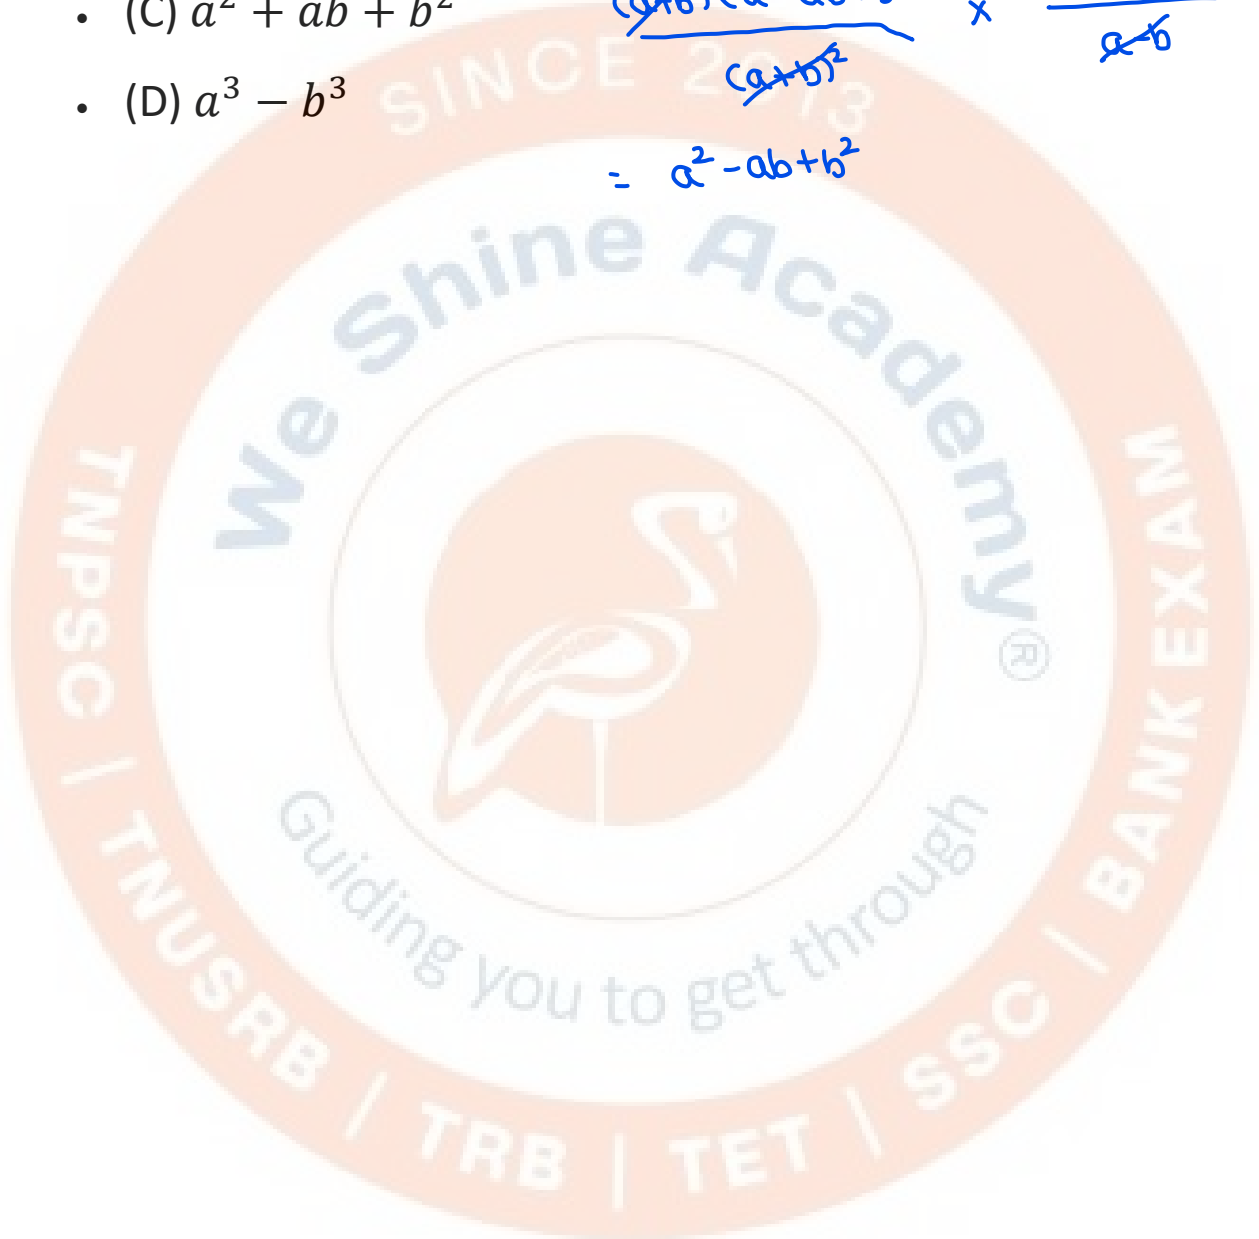 • (C) a² + ab + b²
×
(a+b)²
a-b
• (D) a³ − b³
= a² - ab + b²
SINCE 2013
We Shine Academy®
Guiding you to get through
TNPSC | TNUSRB | TRB | TET | SSC | BANK EXAM